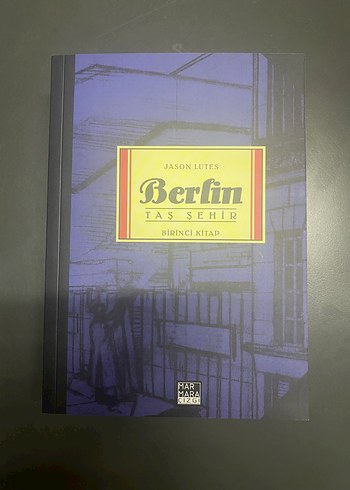 JASON LUTES
Berlin
TAŞ ŞEHİR
BİRİNCİ KİTAP
MAR
MARA
ÇİZGİ